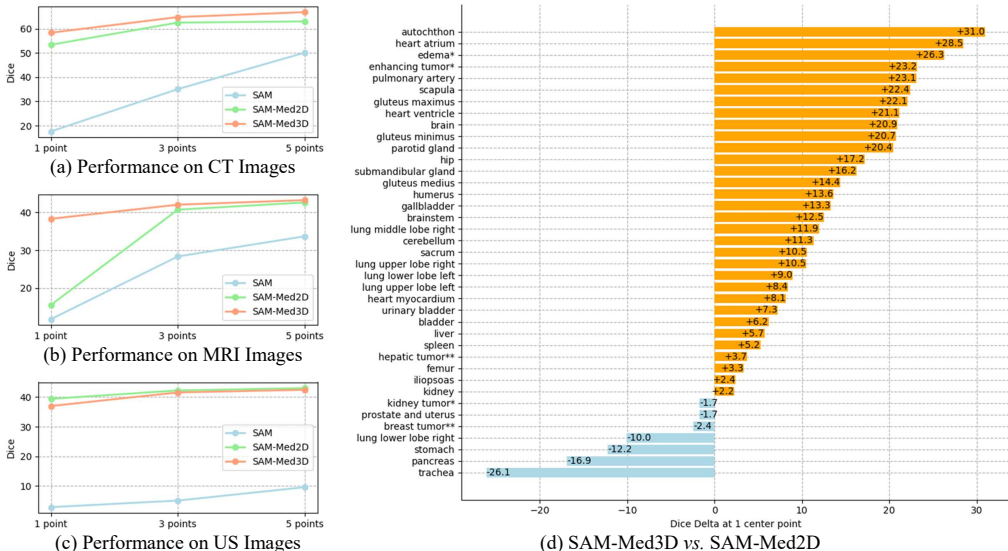 60
50
40
30
20
Dice
SAM
SAM-Med2D
SAM-Med3D
1 point
3 points
5 points
(a) Performance on CT Images
40
30
20
Dice
SAM
SAM-Med2D
SAM-Med3D
1 point
3 points
5 points
(b) Performance on MRI Images
40
30
20
10
Dice
SAM
SAM-Med2D
SAM-Med3D
1 point
3 points
5 points
(c) Performance on US Images
autochthon +31.0
heart atrium +28.5
edema* +26.3
enhancing tumor* +23.2
pulmonary artery +23.1
scapula +22.4
gluteus maximus +22.1
heart ventricle +21.1
brain +20.9
gluteus minimus +20.7
parotid gland +20.4
hip +17.2
submandibular gland +16.2
gluteus medius +14.4
humerus +13.6
gallbladder +13.3
brainstem +12.5
lung middle lobe right +11.9
cerebellum +11.3
sacrum +10.5
lung upper lobe right +10.5
lung lower lobe left +9.0
lung upper lobe left +8.4
heart myocardium +8.1
urinary bladder +7.3
bladder +6.2
liver +5.7
spleen +5.2
hepatic tumor** +3.7
femur +3.3
iliopsoas +2.4
kidney +2.2
kidney tumor* -1.7
prostate and uterus -1.7
breast tumor** -2.4
lung lower lobe right -10.0
stomach -12.2
pancreas -16.9
trachea -26.1
−20 −10 0 10 20 30
Dice Delta at 1 center point
(d) SAM-Med3D vs. SAM-Med2D